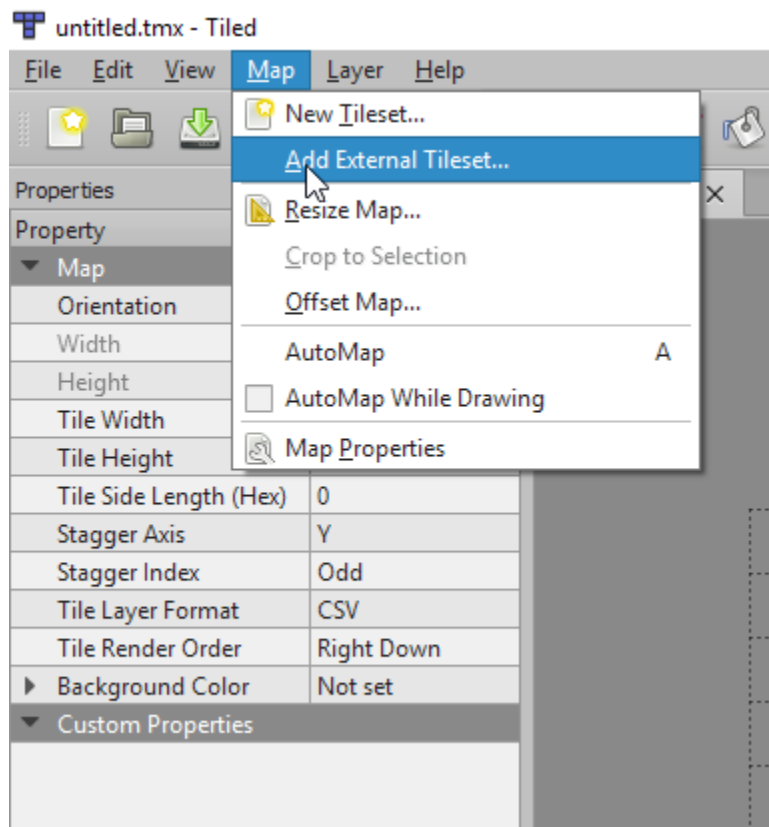 untitled.tmx - Tiled
File Edit View Map Layer Help
New Tileset...
Add External Tileset...
Resize Map...
Crop to Selection
Offset Map...
AutoMap A
AutoMap While Drawing
Map Properties
Properties
Property
Map
Orientation
Width
Height
Tile Width
Tile Height
Tile Side Length (Hex) 0
Stagger Axis Y
Stagger Index Odd
Tile Layer Format CSV
Tile Render Order Right Down
Background Color Not set
Custom Properties